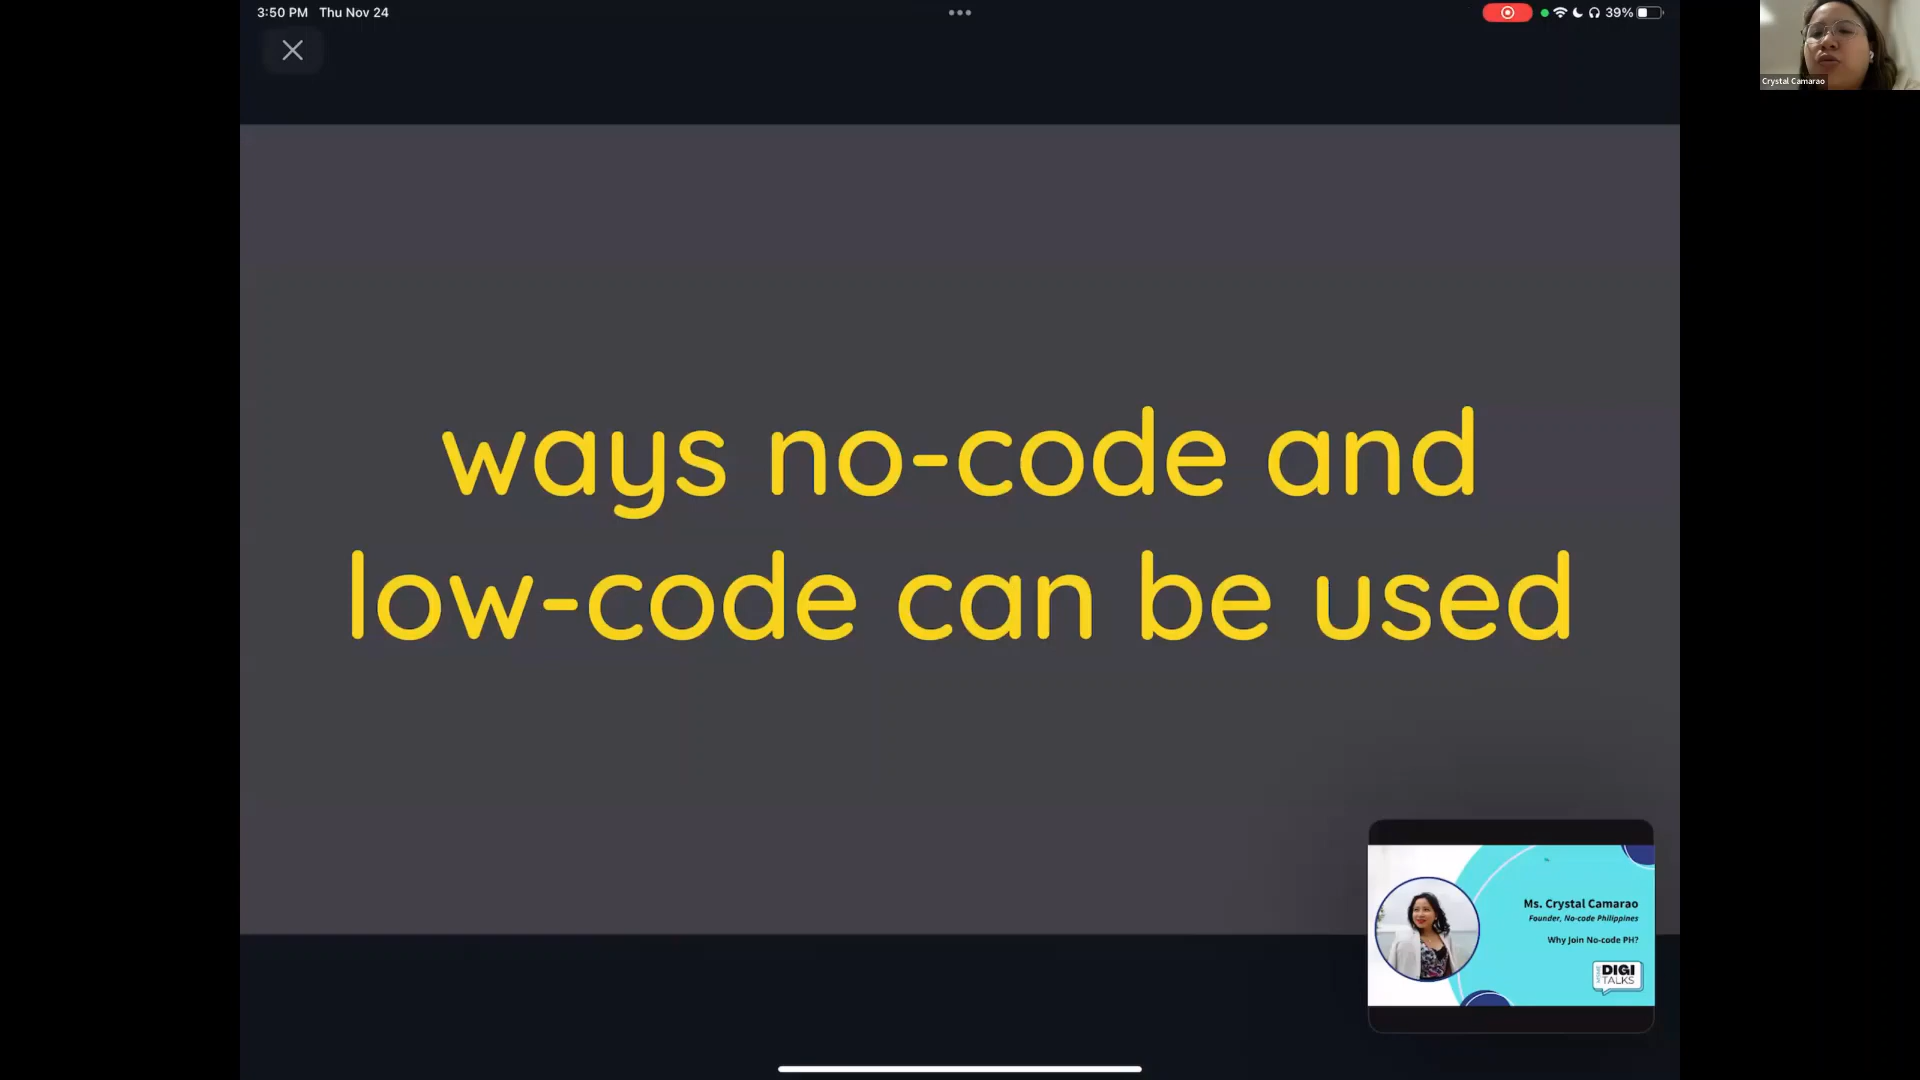 3:50 PM Thu Nov 24
39%
Crystal Camarao
ways no-code and
low-code can be used
Ms. Crystal Camarao
Founder, No-code Philippines
Why Join No-code PH?
DIGI
TALKS